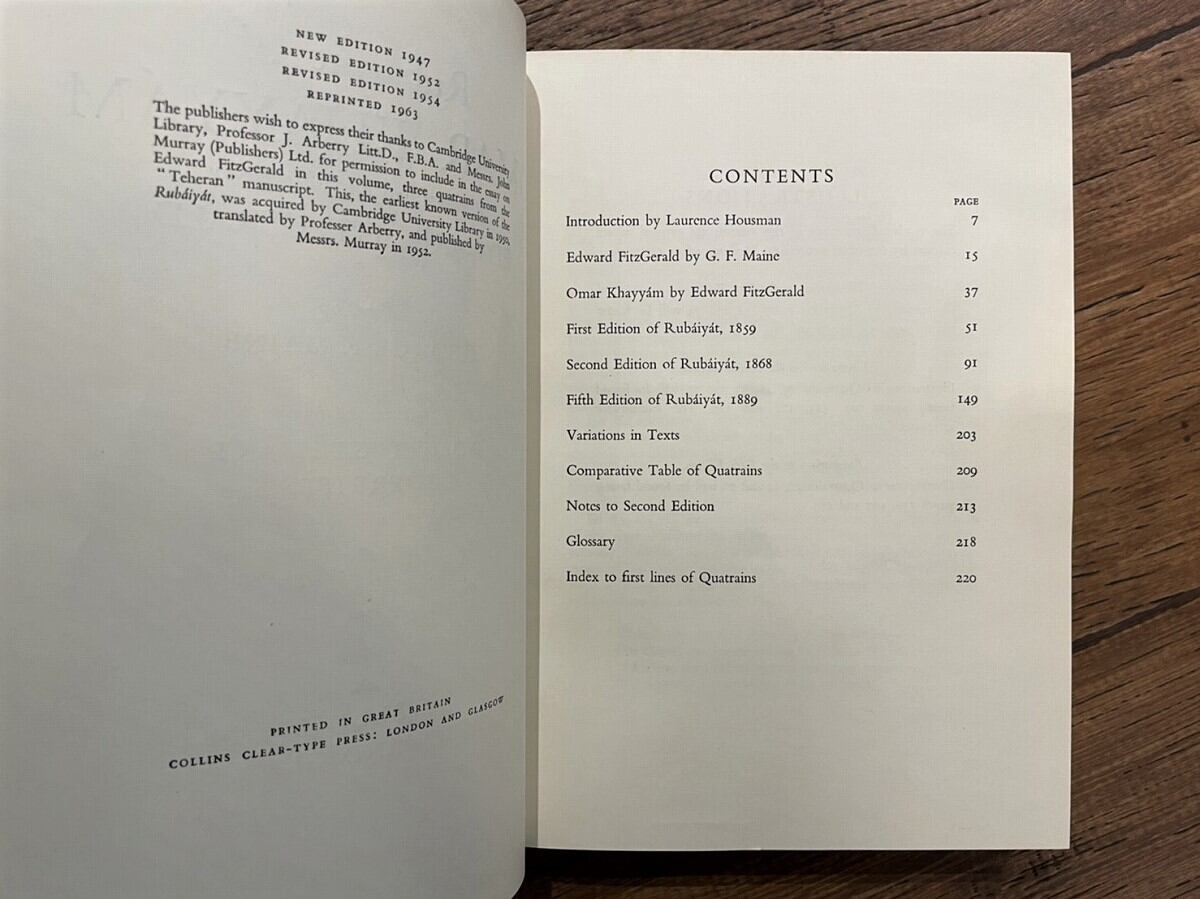 NEW EDITION 1947
REVISED EDITION 1952
REVISED EDITION 1954
REPRINTED 1963
The publishers wish to express their thanks to Cambridge University
Library, Professor J. Arberry Litt.D., F.B.A. and Messrs. John
Murray (Publishers) Ltd. for permission to include in the essay on
Edward FitzGerald in this volume, three quatrains from the
"Teheran" manuscript. This, the earliest known version of the
Rubáiyát, was acquired by Cambridge University Library in 1950,
translated by Professer Arberry, and published by
Messrs. Murray in 1952.
PRINTED IN GREAT BRITAIN
COLLINS CLEAR-TYPE PRESS: LONDON AND GLASGOW
CONTENTS
PAGE
Introduction by Laurence Housman 7
Edward FitzGerald by G. F. Maine 15
Omar Khayyám by Edward FitzGerald 37
First Edition of Rubáiyát, 1859 51
Second Edition of Rubáiyát, 1868 91
Fifth Edition of Rubáiyát, 1889 149
Variations in Texts 203
Comparative Table of Quatrains 209
Notes to Second Edition 213
Glossary 218
Index to first lines of Quatrains 220